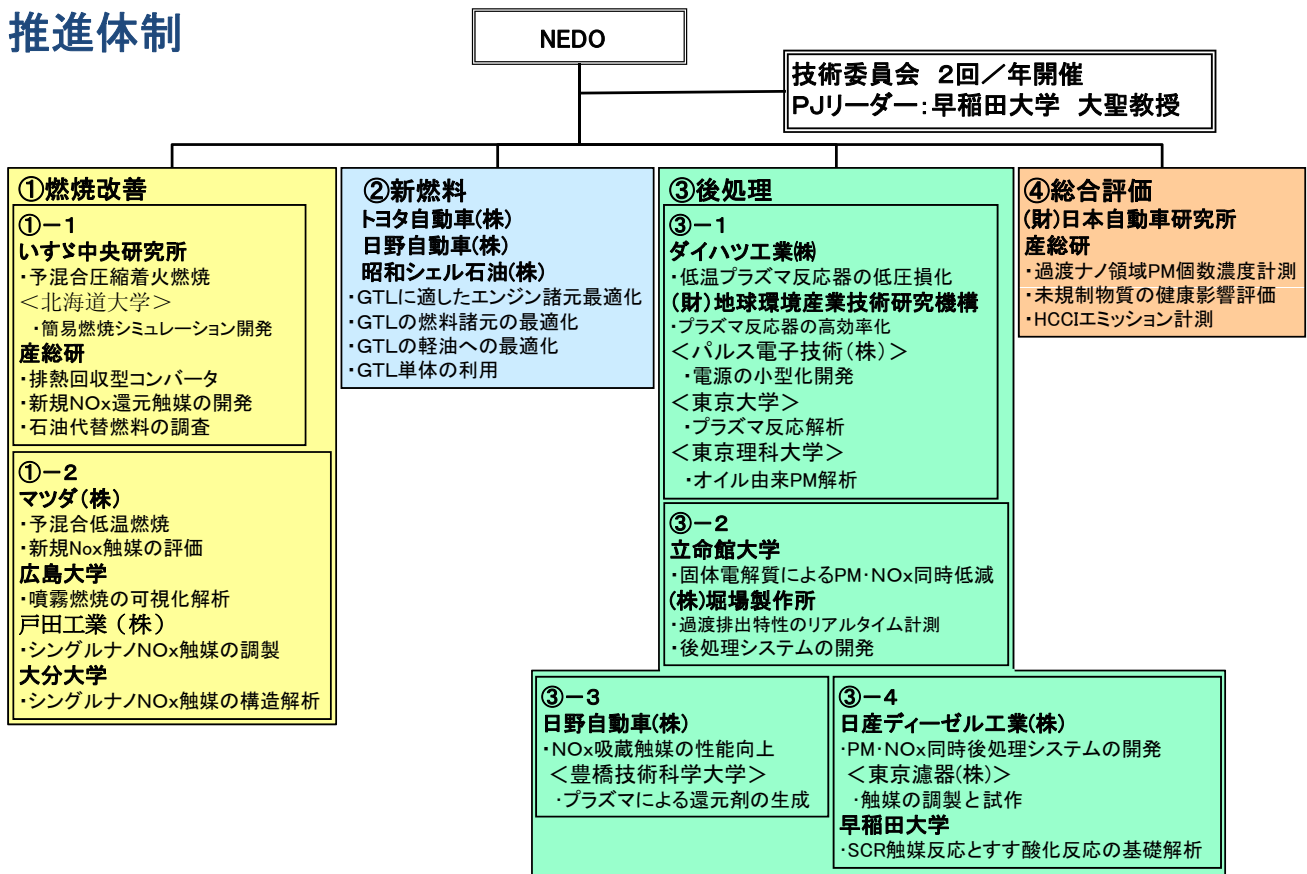 推進体制
NEDO
技術委員会　2回／年開催
PJリーダー：早稲田大学　大聖教授
①燃焼改善
①－1
いすゞ中央研究所
・予混合圧縮着火燃焼
＜北海道大学＞
・簡易燃焼シミュレーション開発
産総研
・排熱回収型コンバータ
・新規NOx還元触媒の開発
・石油代替燃料の調査
①－2
マツダ（株）
・予混合低温燃焼
・新規Nox触媒の評価
広島大学
・噴霧燃焼の可視化解析
戸田工業（株）
・シングルナノNOx触媒の調製
大分大学
・シングルナノNOx触媒の構造解析
②新燃料
トヨタ自動車(株)
日野自動車(株)
昭和シェル石油(株)
・GTLに適したエンジン諸元最適化
・GTLの燃料諸元の最適化
・GTLの軽油への最適化
・GTL単体の利用
③後処理
③－1
ダイハツ工業㈱
・低温プラズマ反応器の低圧損化
(財)地球環境産業技術研究機構
・プラズマ反応器の高効率化
＜パルス電子技術（株）＞
・電源の小型化開発
＜東京大学＞
・プラズマ反応解析
＜東京理科大学＞
・オイル由来PM解析
③－2
立命館大学
・固体電解質によるPM・NOx同時低減
(株)堀場製作所
・過渡排出特性のリアルタイム計測
・後処理システムの開発
③－3
日野自動車(株)
・NOx吸蔵触媒の性能向上
＜豊橋技術科学大学＞
・プラズマによる還元剤の生成
③－4
日産ディーゼル工業(株)
・PM・NOx同時後処理システムの開発
＜東京濾器(株)＞
・触媒の調製と試作
早稲田大学
・SCR触媒反応とすす酸化反応の基礎解析
④総合評価
(財)日本自動車研究所
産総研
・過渡ナノ領域PM個数濃度計測
・未規制物質の健康影響評価
・HCCIエミッション計測